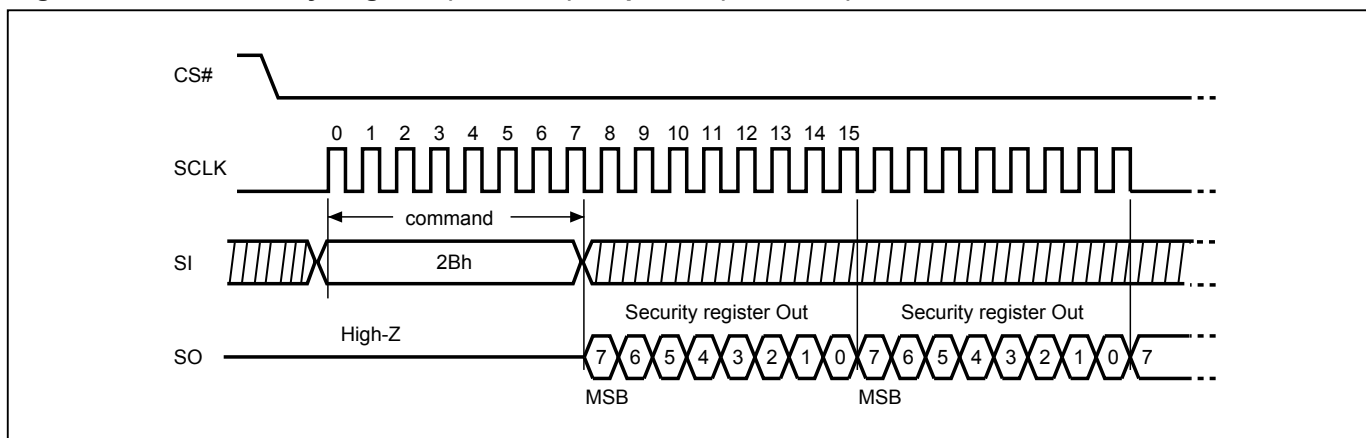 CS#
0 1 2 3 4 5 6 7 8 9 10 11 12 13 14 15
SCLK
command
SI
2Bh
Security register Out Security register Out
High-Z
SO
7 6 5 4 3 2 1 0 7 6 5 4 3 2 1 0 7
MSB MSB